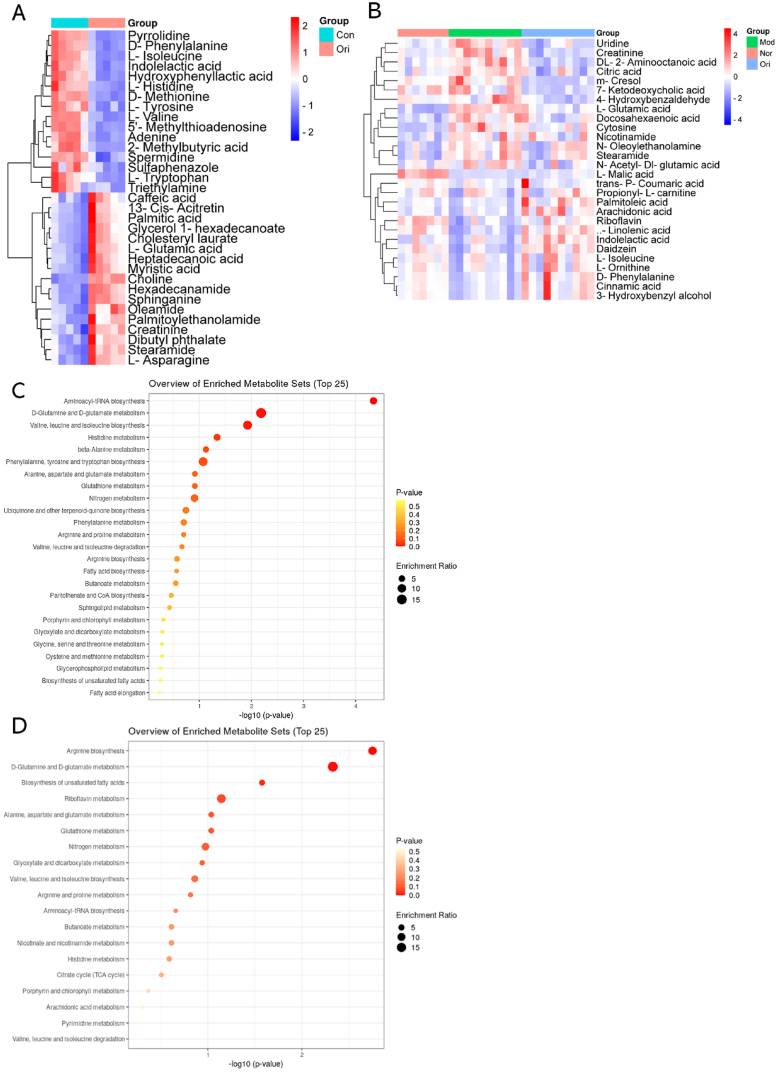 A
Group
Pyrrolidine
D- Phenylalanine
L- Isoleucine
Indolelactic acid
Hydroxyphenyllactic acid
L- Histidine
D- Methionine
L- Tyrosine
L- Valine
5'- Methylthioadenosine
Adenine
2- Methylbutyric acid
Spermidine
Sulfaphenazole
L- Tryptophan
Triethylamine
Caffeic acid
13- Cis- Acitretin
Palmitic acid
Glycerol 1- hexadecanoate
Cholesteryl laurate
L- Glutamic acid
Heptadecanoic acid
Myristic acid
Choline
Hexadecanamide
Sphinganine
Oleamide
Palmitoylethanolamide
Creatinine
Dibutyl phthalate
Stearamide
L- Asparagine
2
1
0
- 1
- 2
Group
Con
Ori
B
Group
Uridine
Creatinine
DL- 2- Aminooctanoic acid
Citric acid
m- Cresol
7- Ketodeoxycholic acid
4- Hydroxybenzaldehyde
L- Glutamic acid
Docosahexaenoic acid
Cytosine
Nicotinamide
N- Oleoylethanolamine
Stearamide
N- Acetyl- Dl- glutamic acid
L- Malic acid
trans- P- Coumaric acid
Propionyl- L- carnitine
Palmitoleic acid
Arachidonic acid
Riboflavin
..- Linolenic acid
Indolelactic acid
Daidzein
L- Isoleucine
L- Ornithine
D- Phenylalanine
Cinnamic acid
3- Hydroxybenzyl alcohol
4
2
0
- 2
- 4
Group
Mod
Nor
Ori
C
Overview of Enriched Metabolite Sets (Top 25)
Aminoacyl-tRNA biosynthesis
D-Glutamine and D-glutamate metabolism
Valine, leucine and isoleucine biosynthesis
Histidine metabolism
beta-Alanine metabolism
Phenylalanine, tyrosine and tryptophan biosynthesis
Alanine, aspartate and glutamate metabolism
Glutathione metabolism
Nitrogen metabolism
Ubiquinone and other terpenoid-quinone biosynthesis
Phenylalanine metabolism
Arginine and proline metabolism
Valine, leucine and isoleucine degradation
Arginine biosynthesis
Fatty acid biosynthesis
Butanoate metabolism
Pantothenate and CoA biosynthesis
Sphingolipid metabolism
Porphyrin and chlorophyll metabolism
Glyoxylate and dicarboxylate metabolism
Glycine, serine and threonine metabolism
Cysteine and methionine metabolism
Glycerophospholipid metabolism
Biosynthesis of unsaturated fatty acids
Fatty acid elongation
1
2
3
4
-log10 (p-value)
P-value
0.5
0.4
0.3
0.2
0.1
0.0
Enrichment Ratio
5
10
15
D
Overview of Enriched Metabolite Sets (Top 25)
Arginine biosynthesis
D-Glutamine and D-glutamate metabolism
Biosynthesis of unsaturated fatty acids
Riboflavin metabolism
Alanine, aspartate and glutamate metabolism
Glutathione metabolism
Nitrogen metabolism
Glyoxylate and dicarboxylate metabolism
Valine, leucine and isoleucine biosynthesis
Arginine and proline metabolism
Aminoacyl-tRNA biosynthesis
Butanoate metabolism
Nicotinate and nicotinamide metabolism
Histidine metabolism
Citrate cycle (TCA cycle)
Porphyrin and chlorophyll metabolism
Arachidonic acid metabolism
Pyrimidine metabolism
Valine, leucine and isoleucine degradation
1
2
-log10 (p-value)
P-value
0.5
0.4
0.3
0.2
0.1
0.0
Enrichment Ratio
5
10
15